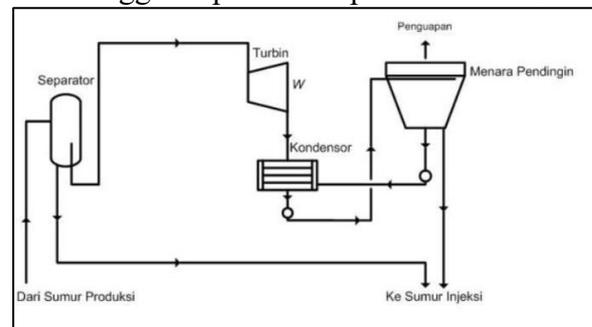 Penguapan
Turbin
Menara Pendingin
Separator
W
Kondensor
Dari Sumur Produksi
Ke Sumur Injeksi